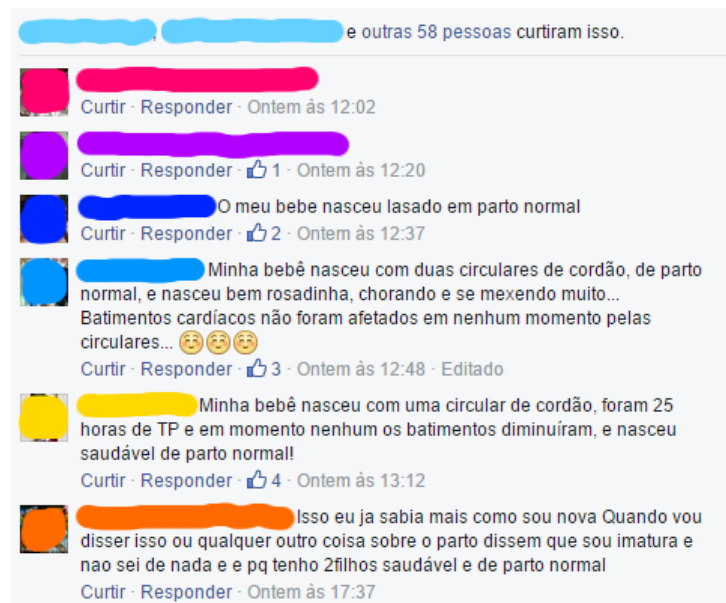 e outras 58 pessoas curtiram isso.
Curtir · Responder · Ontem às 12:02
Curtir · Responder · 1 · Ontem às 12:20
O meu bebe nasceu lasado em parto normal
Curtir · Responder · 2 · Ontem às 12:37
Minha bebê nasceu com duas circulares de cordão, de parto
normal, e nasceu bem rosadinha, chorando e se mexendo muito...
Batimentos cardíacos não foram afetados em nenhum momento pelas
circulares... ☺☺☺
Curtir · Responder · 3 · Ontem às 12:48 · Editado
Minha bebê nasceu com uma circular de cordão, foram 25
horas de TP e em momento nenhum os batimentos diminuíram, e nasceu
saudável de parto normal!
Curtir · Responder · 4 · Ontem às 13:12
Isso eu ja sabia mais como sou nova Quando vou
disser isso ou qualquer outro coisa sobre o parto dissem que sou imatura e
nao sei de nada e e pq tenho 2filhos saudável e de parto normal
Curtir · Responder · Ontem às 17:37